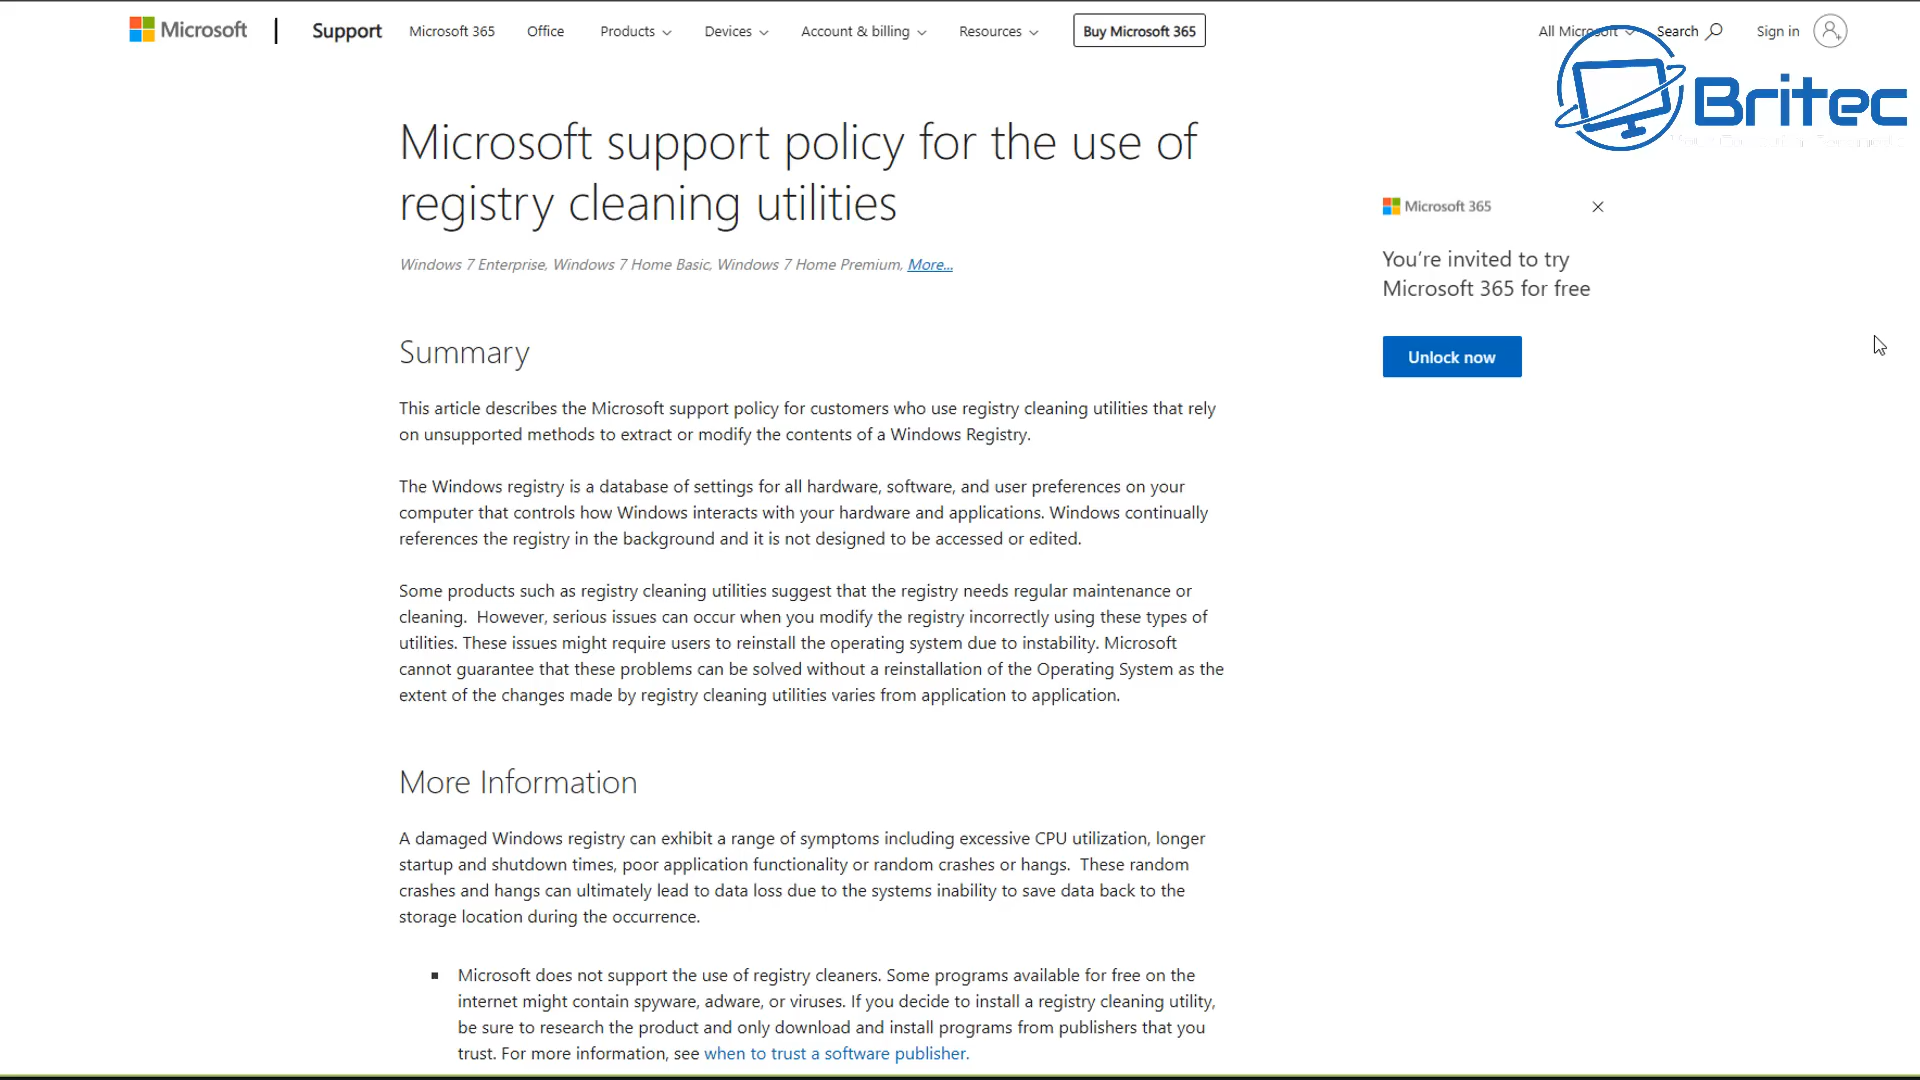 Microsoft | Support Microsoft 365 Office Products Devices Account & billing Resources Buy Microsoft 365 All Microsoft Search Sign in
Britec
Microsoft support policy for the use of
registry cleaning utilities
Windows 7 Enterprise, Windows 7 Home Basic, Windows 7 Home Premium, More...
Microsoft 365
You're invited to try
Microsoft 365 for free
Unlock now
Summary
This article describes the Microsoft support policy for customers who use registry cleaning utilities that rely
on unsupported methods to extract or modify the contents of a Windows Registry.
The Windows registry is a database of settings for all hardware, software, and user preferences on your
computer that controls how Windows interacts with your hardware and applications. Windows continually
references the registry in the background and it is not designed to be accessed or edited.
Some products such as registry cleaning utilities suggest that the registry needs regular maintenance or
cleaning.  However, serious issues can occur when you modify the registry incorrectly using these types of
utilities. These issues might require users to reinstall the operating system due to instability. Microsoft
cannot guarantee that these problems can be solved without a reinstallation of the Operating System as the
extent of the changes made by registry cleaning utilities varies from application to application.
More Information
A damaged Windows registry can exhibit a range of symptoms including excessive CPU utilization, longer
startup and shutdown times, poor application functionality or random crashes or hangs.  These random
crashes and hangs can ultimately lead to data loss due to the systems inability to save data back to the
storage location during the occurrence.
▪ Microsoft does not support the use of registry cleaners. Some programs available for free on the
internet might contain spyware, adware, or viruses. If you decide to install a registry cleaning utility,
be sure to research the product and only download and install programs from publishers that you
trust. For more information, see when to trust a software publisher.